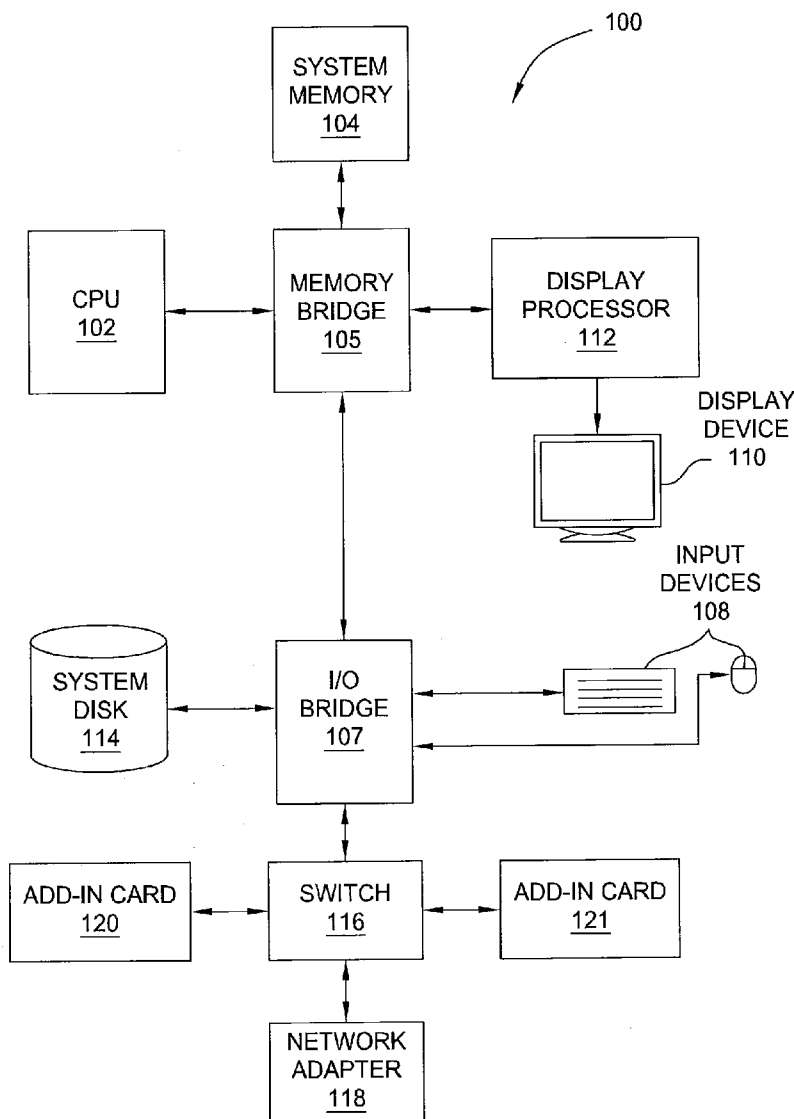 100
SYSTEM
MEMORY
104
CPU
102
MEMORY
BRIDGE
105
DISPLAY
PROCESSOR
112
DISPLAY
DEVICE
110
INPUT
DEVICES
108
SYSTEM
DISK
114
I/O
BRIDGE
107
ADD-IN CARD
120
SWITCH
116
ADD-IN CARD
121
NETWORK
ADAPTER
118